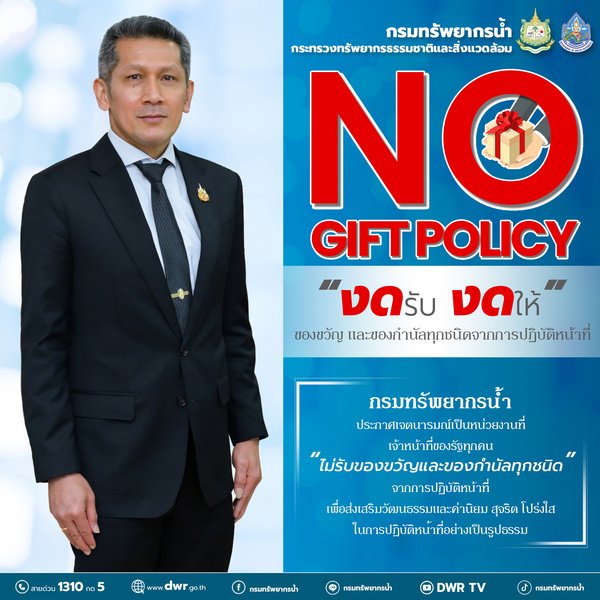 กรมทรัพยากรน้ำ
กระทรวงทรัพยากรธรรมชาติและสิ่งแวดล้อม
NO
GIFT POLICY
"งดรับ งดให้"
ของขวัญ และของกำนัลทุกชนิดจากการปฏิบัติหน้าที่
กรมทรัพยากรน้ำ
ประกาศเจตนารมณ์เป็นหน่วยงานที่
เจ้าหน้าที่ของรัฐทุกคน
"ไม่รับของขวัญและของกำนัลทุกชนิด"
จากการปฏิบัติหน้าที่
เพื่อส่งเสริมวัฒนธรรมและค่านิยม สุจริต โปร่งใส
ในการปฏิบัติหน้าที่อย่างเป็นรูปธรรม
สายด่วน 1310 กด 5
www.dwr.go.th
กรมทรัพยากรน้ำ
กรมทรัพยากรน้ำ
DWR TV
กรมทรัพยากรน้ำ